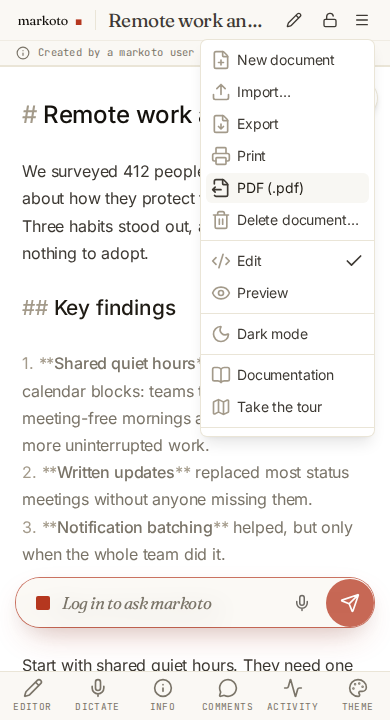 markoto
Remote work an...
Created by a markoto user
New document
Import...
Export
Print
PDF (.pdf)
Delete document...
Edit
Preview
Dark mode
Documentation
Take the tour
# Remote work
We surveyed 412 people
about how they protect
Three habits stood out,
nothing to adopt.
## Key findings
1. **Shared quiet hours*
calendar blocks: teams
meeting-free mornings
more uninterrupted work.
2. **Written updates** replaced most status
meetings without anyone missing them.
3. **Notification batching** helped, but only
when the whole team did it.
Log in to ask markoto
Start with shared quiet hours. They need one
EDITOR
DICTATE
INFO
COMMENTS
ACTIVITY
THEME